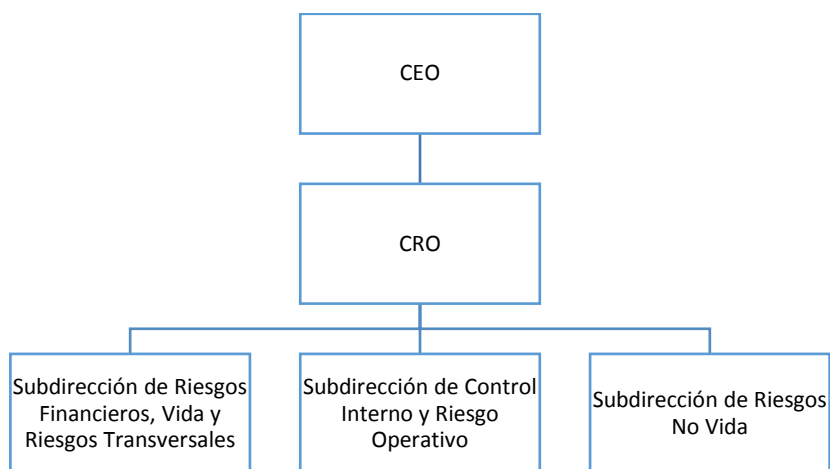 CEO
CRO
Subdirección de Riesgos
Financieros, Vida y
Riesgos Transversales
Subdirección de Control
Interno y Riesgo
Operativo
Subdirección de Riesgos
No Vida